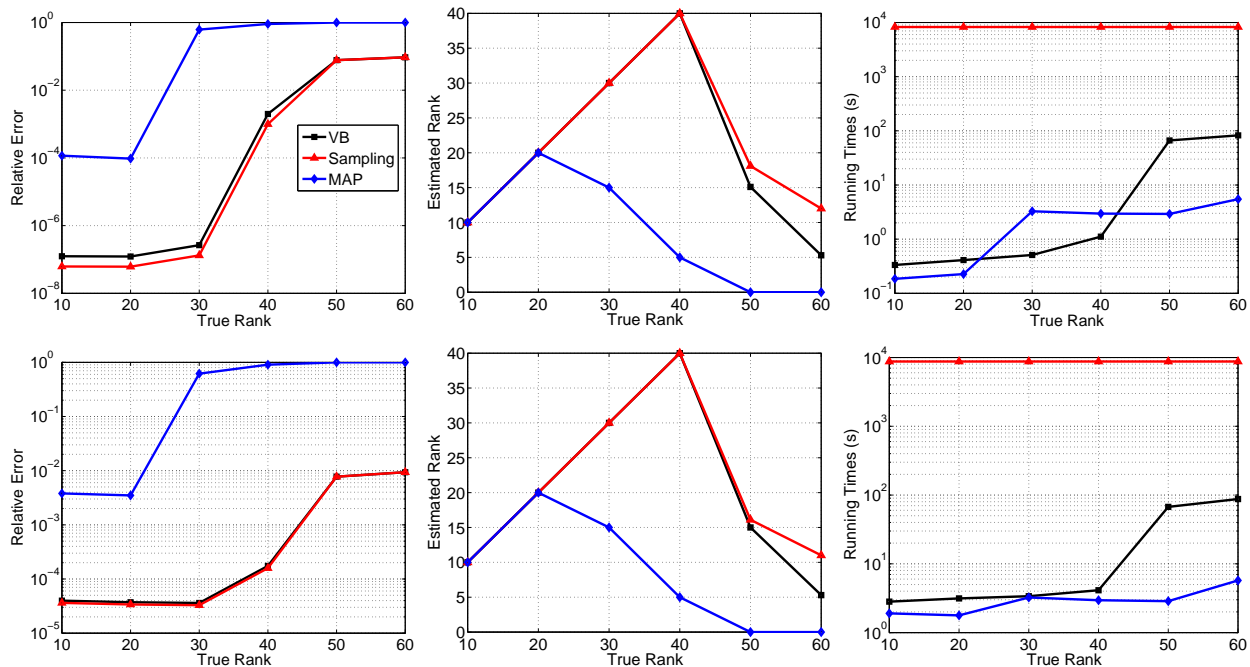 10^0
10^-2
10^-4
10^-6
10^-8
10 20 30 40 50 60
Relative Error
True Rank
VB
Sampling
MAP
40
35
30
25
20
15
10
5
0
10 20 30 40 50 60
Estimated Rank
True Rank
10^4
10^3
10^2
10^1
10^0
10^-1
10 20 30 40 50 60
Running Times (s)
True Rank
10^0
10^-1
10^-2
10^-3
10^-4
10^-5
10 20 30 40 50 60
Relative Error
True Rank
40
35
30
25
20
15
10
5
0
10 20 30 40 50 60
Estimated Rank
True Rank
10^4
10^3
10^2
10^1
10^0
10 20 30 40 50 60
Running Times (s)
True Rank